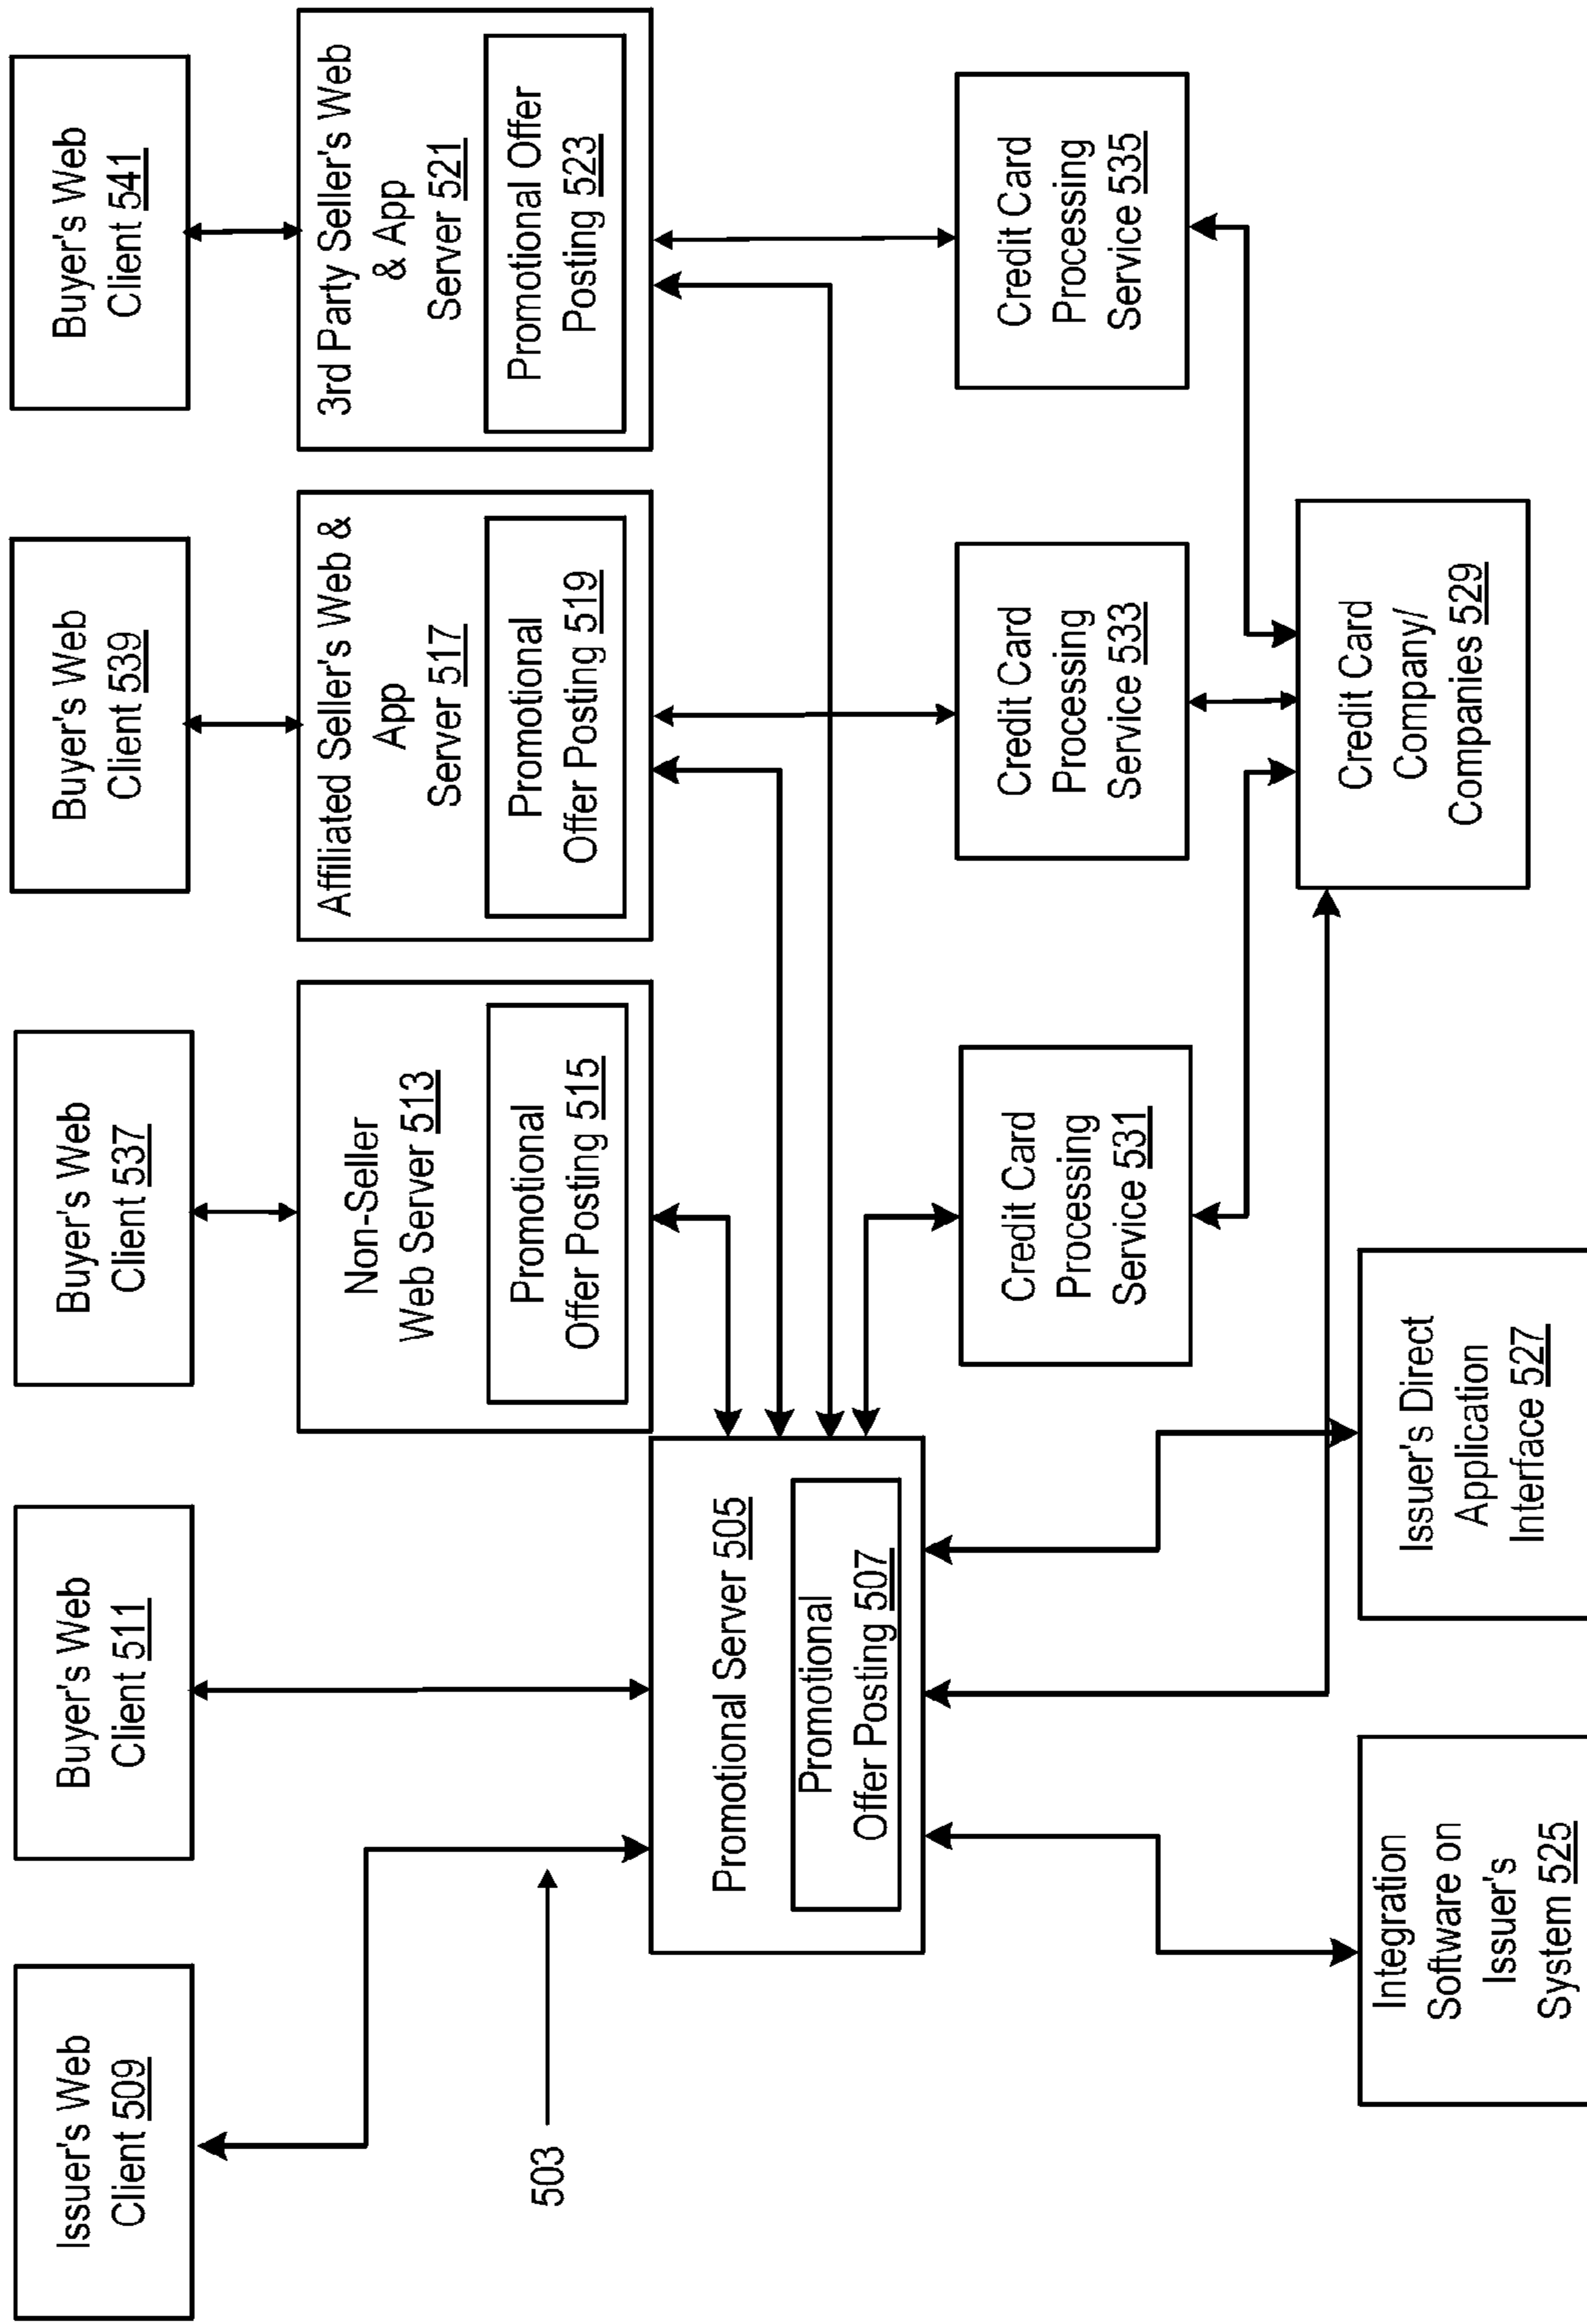 Issuer's Web
Client 509
Buyer's Web
Client 511
Buyer's Web
Client 537
Buyer's Web
Client 539
Buyer's Web
Client 541
Non-Seller
Web Server 513
Promotional
Offer Posting 515
Affiliated Seller's Web &
App
Server 517
Promotional
Offer Posting 519
3rd Party Seller's Web
& App
Server 521
Promotional Offer
Posting 523
503
Promotional Server 505
Promotional
Offer Posting 507
Credit Card
Processing
Service 531
Credit Card
Processing
Service 533
Credit Card
Processing
Service 535
Integration
Software on
Issuer's
System 525
Issuer's Direct
Application
Interface 527
Credit Card
Company/
Companies 529